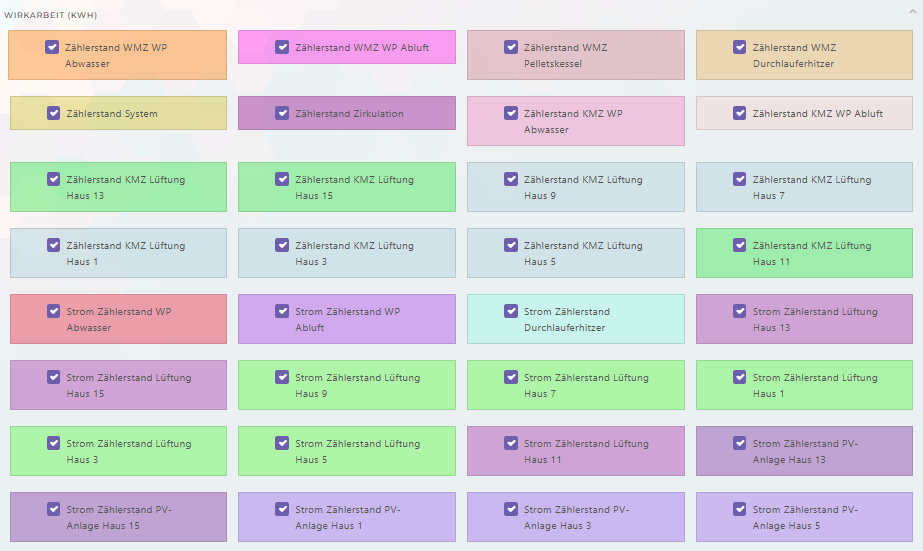 WIRKARBEIT (KWH)
Zählerstand WMZ WP
Abwasser
Zählerstand WMZ WP Abluft
Zählerstand WMZ
Pelletskessel
Zählerstand WMZ
Durchlauferhitzer
Zählerstand System
Zählerstand Zirkulation
Zählerstand KMZ WP
Abwasser
Zählerstand KMZ WP Abluft
Zählerstand KMZ Lüftung
Haus 13
Zählerstand KMZ Lüftung
Haus 15
Zählerstand KMZ Lüftung
Haus 9
Zählerstand KMZ Lüftung
Haus 7
Zählerstand KMZ Lüftung
Haus 1
Zählerstand KMZ Lüftung
Haus 3
Zählerstand KMZ Lüftung
Haus 5
Zählerstand KMZ Lüftung
Haus 11
Strom Zählerstand WP
Abwasser
Strom Zählerstand WP
Abluft
Strom Zählerstand
Durchlauferhitzer
Strom Zählerstand Lüftung
Haus 13
Strom Zählerstand Lüftung
Haus 15
Strom Zählerstand Lüftung
Haus 9
Strom Zählerstand Lüftung
Haus 7
Strom Zählerstand Lüftung
Haus 1
Strom Zählerstand Lüftung
Haus 3
Strom Zählerstand Lüftung
Haus 5
Strom Zählerstand Lüftung
Haus 11
Strom Zählerstand PV-
Anlage Haus 13
Strom Zählerstand PV-
Anlage Haus 15
Strom Zählerstand PV-
Anlage Haus 1
Strom Zählerstand PV-
Anlage Haus 3
Strom Zählerstand PV-
Anlage Haus 5